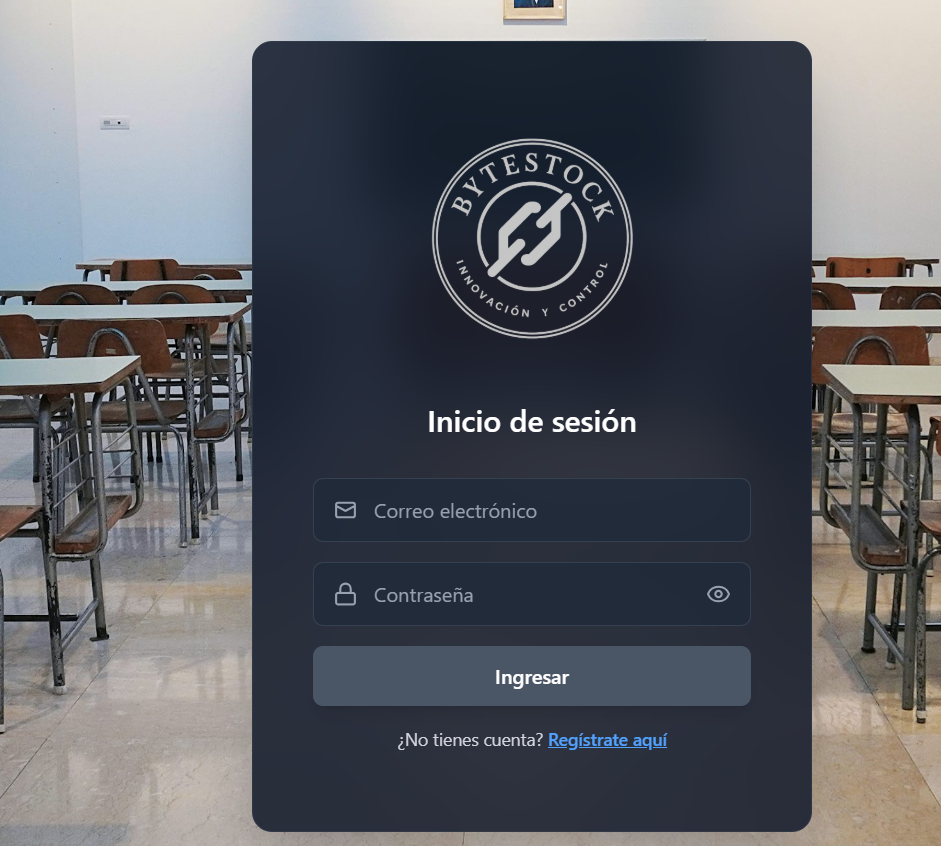 BYTESTOCK
INNOVACIÓN Y CONTROL
Inicio de sesión
Correo electrónico
Contraseña
Ingresar
¿No tienes cuenta? Regístrate aquí